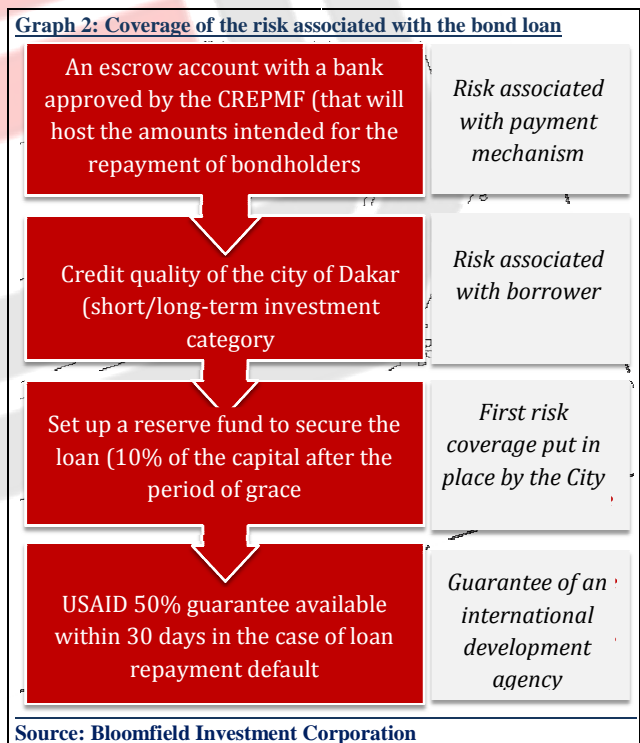 Graph 2: Coverage of the risk associated with the bond loan
An escrow account with a bank
approved by the CREPMF (that will
host the amounts intended for the
repayment of bondholders
Risk associated
with payment
mechanism
Credit quality of the city of Dakar
(short/long-term investment
category
Risk associated
with borrower
Set up a reserve fund to secure the
loan (10% of the capital after the
period of grace
First risk
coverage put in
place by the City
USAID 50% guarantee available
within 30 days in the case of loan
repayment default
Guarantee of an
international
development
agency
Source: Bloomfield Investment Corporation